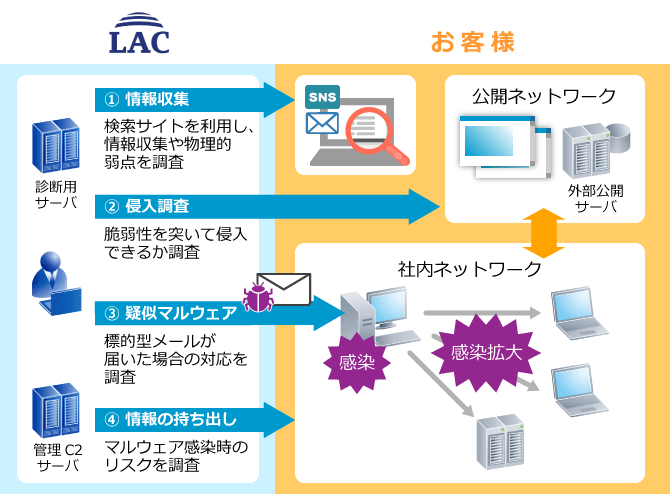 LAC
お客様
① 情報収集
検索サイトを利用し、
情報収集や物理的
弱点を調査
診断用
サーバ
② 侵入調査
脆弱性を突いて侵入
できるか調査
③ 疑似マルウェア
標的型メールが
届いた場合の対応を
調査
④ 情報の持ち出し
マルウェア感染時の
リスクを調査
管理 C2
サーバ
SNS
公開ネットワーク
外部公開
サーバ
社内ネットワーク
感染
感染拡大